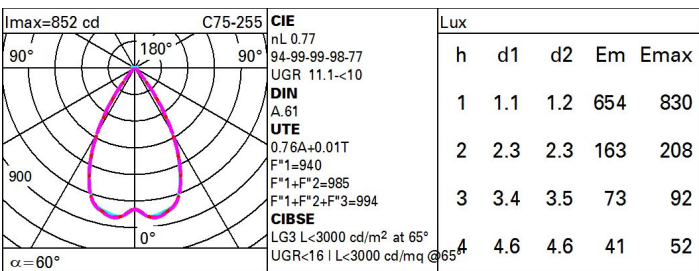 Imax=852 cd C75-255
90° 180° 90°
900
0°
α=60°
CIE
nL 0.77
94-99-99-98-77
UGR 11.1-<10
DIN
A.61
UTE
0.76A+0.01T
F"1=940
F"1+F"2=985
F"1+F"2+F"3=994
CIBSE
LG3 L<3000 cd/m² at 65°
UGR<16 | L<3000 cd/mq @65°
Lux
h d1 d2 Em Emax
1 1.1 1.2 654 830
2 2.3 2.3 163 208
3 3.4 3.5 73 92
4 4.6 4.6 41 52